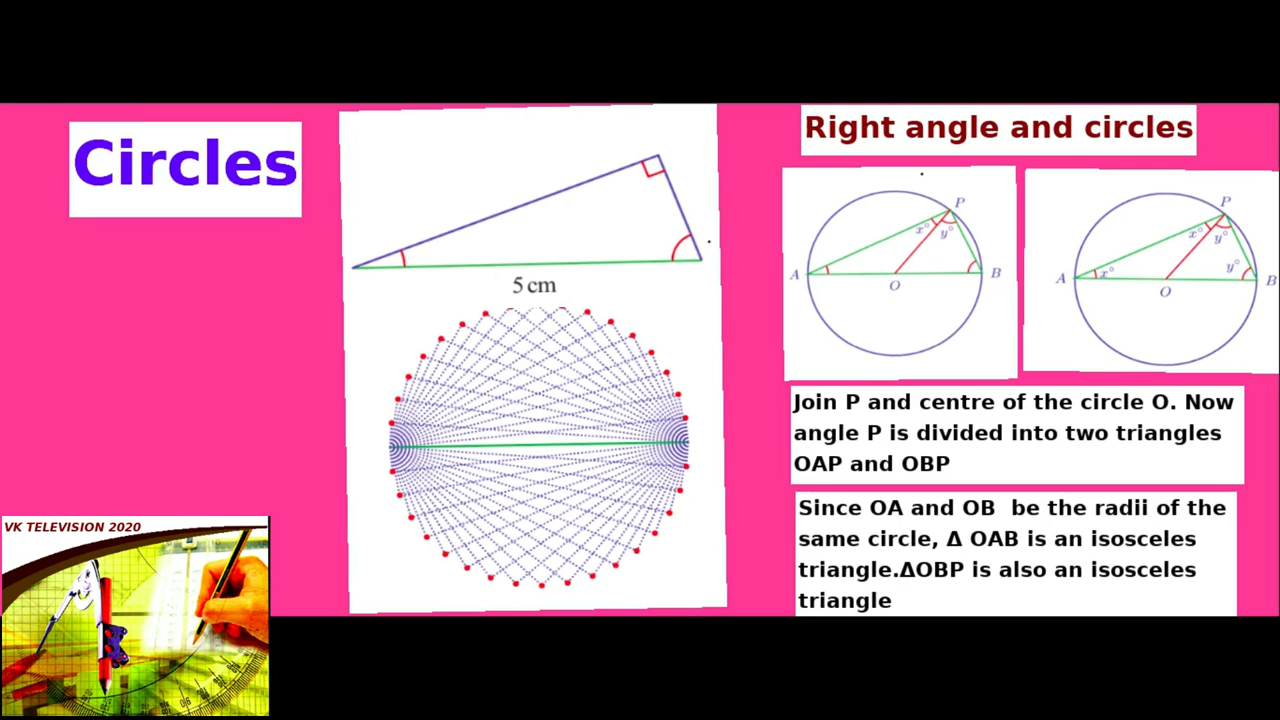 Circles
5 cm
Right angle and circles
P
x°
y°
A
B
O
P
x°
y°
y°
A
x°
B
O
Join P and centre of the circle O. Now
angle P is divided into two triangles
OAP and OBP
Since OA and OB be the radii of the
same circle, Δ OAB is an isosceles
triangle.ΔOBP is also an isosceles
triangle
VK TELEVISION 2020